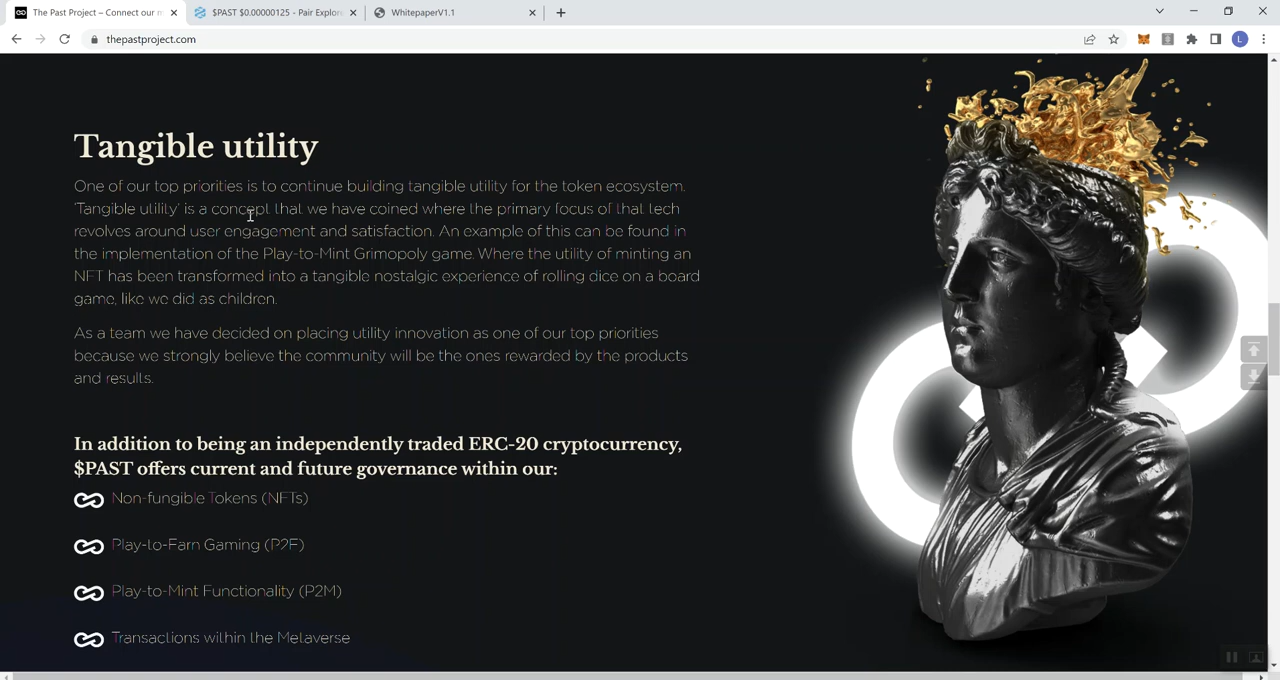 The Past Project – Connect our m
$PAST $0.00000125 - Pair Explore
WhitepaperV1.1
thepastproject.com
L
Tangible utility
One of our top priorities is to continue building tangible utility for the token ecosystem.
'Tangible utility' is a concept that we have coined where the primary focus of that tech
revolves around user engagement and satisfaction. An example of this can be found in
the implementation of the Play-to-Mint Grimopoly game. Where the utility of minting an
NFT has been transformed into a tangible nostalgic experience of rolling dice on a board
game, like we did as children.
As a team we have decided on placing utility innovation as one of our top priorities
because we strongly believe the community will be the ones rewarded by the products
and results.
In addition to being an independently traded ERC-20 cryptocurrency,
$PAST offers current and future governance within our:
Non-fungible Tokens (NFTs)
Play-to-Earn Gaming (P2E)
Play-to-Mint Functionality (P2M)
Transactions within the Metaverse